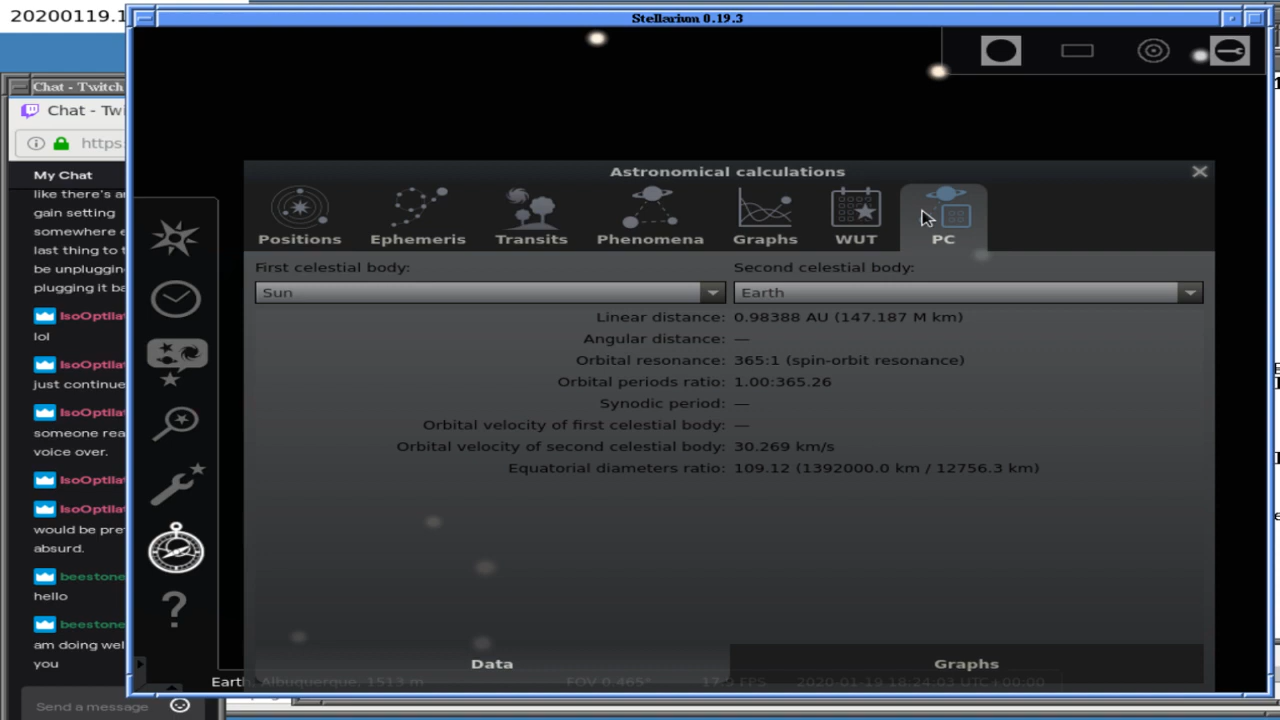 20200119.1
Stellarium 0.19.3
Chat - Twitch
Chat - Tw
https
My Chat
like there's a
gain setting
somewhere e
last thing to t
be unpluggin
plugging it ba
IsoOptila
lol
IsoOptila
just continue
IsoOptila
someone rea
voice over.
IsoOptila
IsoOptila
would be pre
absurd.
beestone
hello
beestone
am doing wel
you
Send a message
Astronomical calculations
Positions
Ephemeris
Transits
Phenomena
Graphs
WUT
PC
First celestial body:
Second celestial body:
Sun
Earth
Linear distance: 0.98388 AU (147.187 M km)
Angular distance: —
Orbital resonance: 365:1 (spin-orbit resonance)
Orbital periods ratio: 1.00:365.26
Synodic period: —
Orbital velocity of first celestial body: —
Orbital velocity of second celestial body: 30.269 km/s
Equatorial diameters ratio: 109.12 (1392000.0 km / 12756.3 km)
Data
Graphs
Earth, Albuquerque, 1513 m
FOV 0.465°
FPS
2020-01-19 18:24:03 UTC+00:00